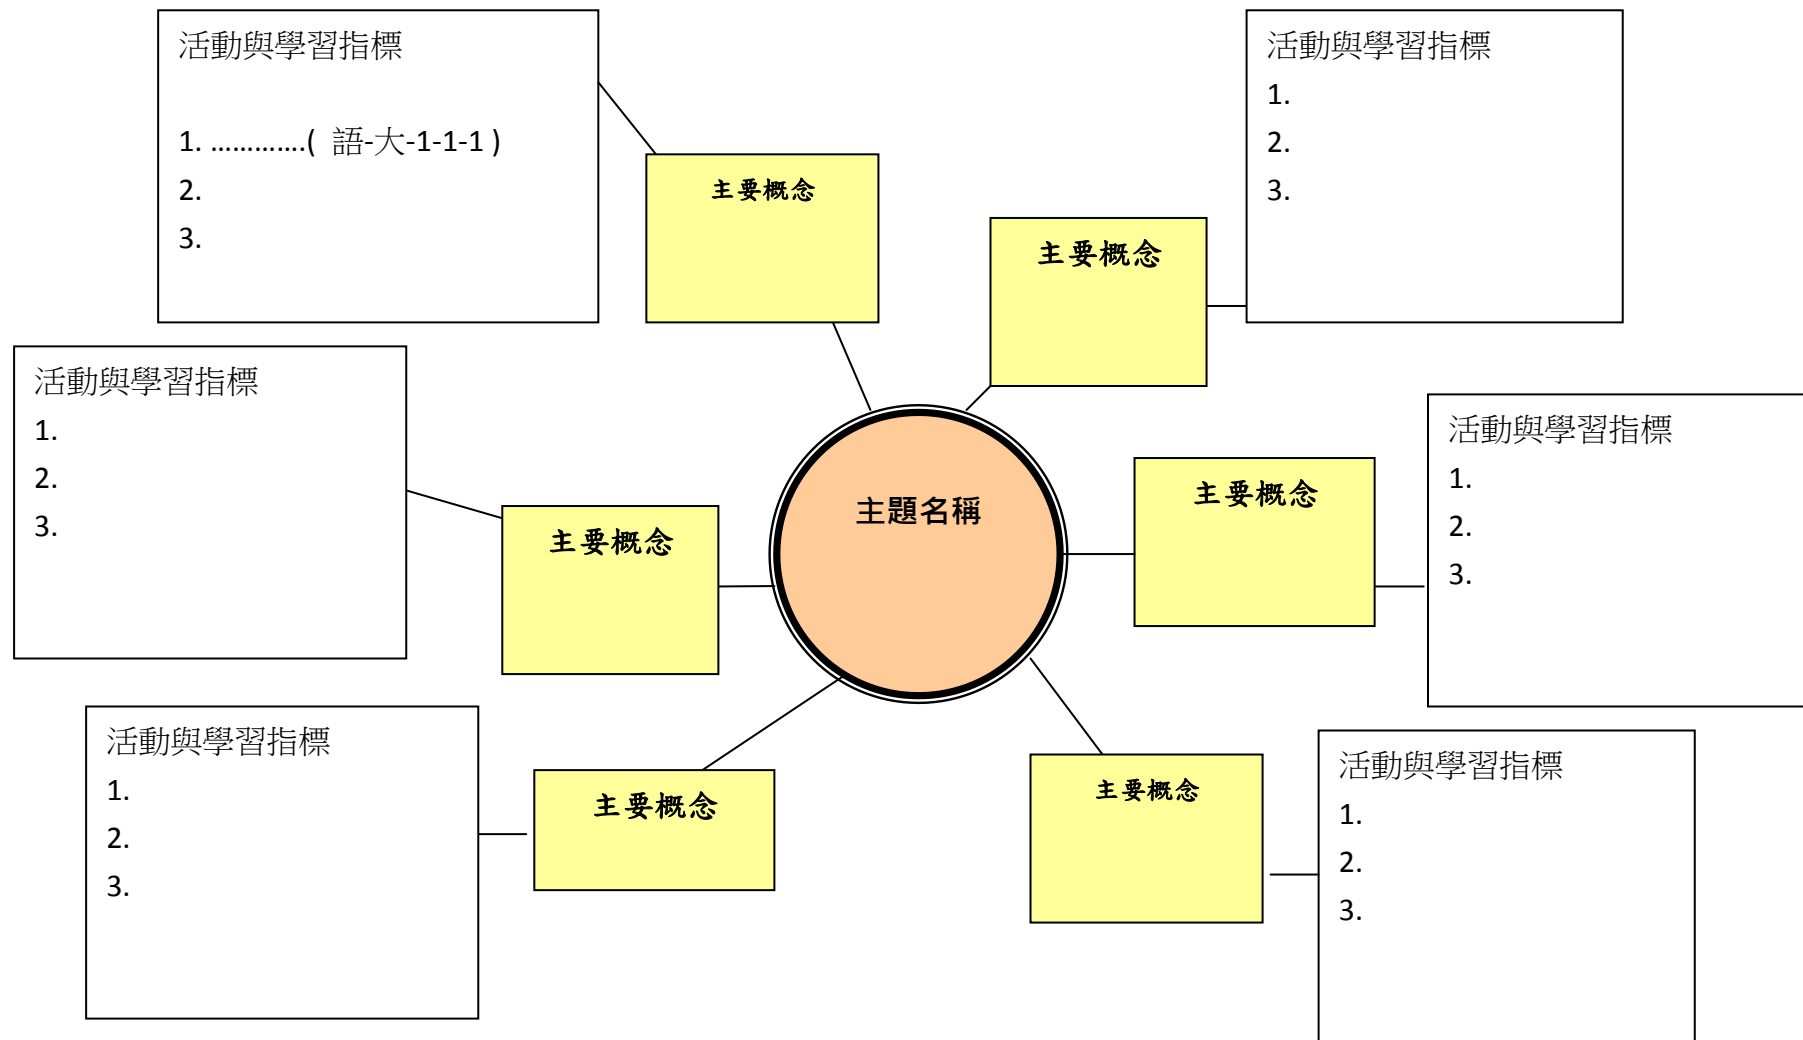 活動與學習指標
1. ………….( 語-大-1-1-1 )
2.
3.
主要概念
活動與學習指標
1.
2.
3.
主要概念
活動與學習指標
1.
2.
3.
主要概念
主題名稱
主要概念
活動與學習指標
1.
2.
3.
活動與學習指標
1.
2.
3.
主要概念
主要概念
活動與學習指標
1.
2.
3.